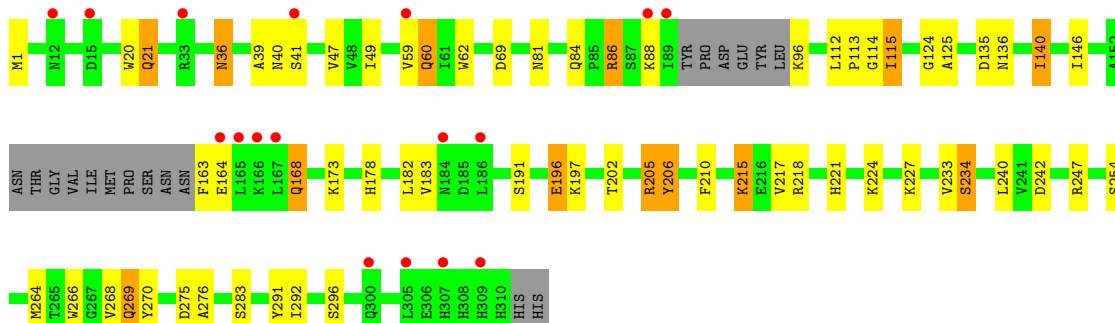 M1 N12 D15 W20 Q21 R33 N36 A39 N40 S41 V47 V48 I49 V59 Q60 I61 W62 D69 N81 Q84 P85 R86 S87 K88 I89 TYR PRO ASP GLU TYR LEU K96 L112 P113 G114 I115 G124 A125 D135 N136 I140 I146 A152
ASN THR GLY VAL ILE MET PRO SER ASN ASN F163 E164 L165 K166 L167 Q168 K173 H178 L182 V183 N184 D185 L186 S191 E196 K197 T202 R205 Y206 F210 K215 E216 V217 R218 H221 K224 K227 V233 S234 L240 V241 D242 R247 S254
M264 T265 W266 G267 V268 Q269 Y270 D275 A276 S283 Y291 I292 S296 Q300 L305 E306 H307 H308 H309 H310 HIS HIS